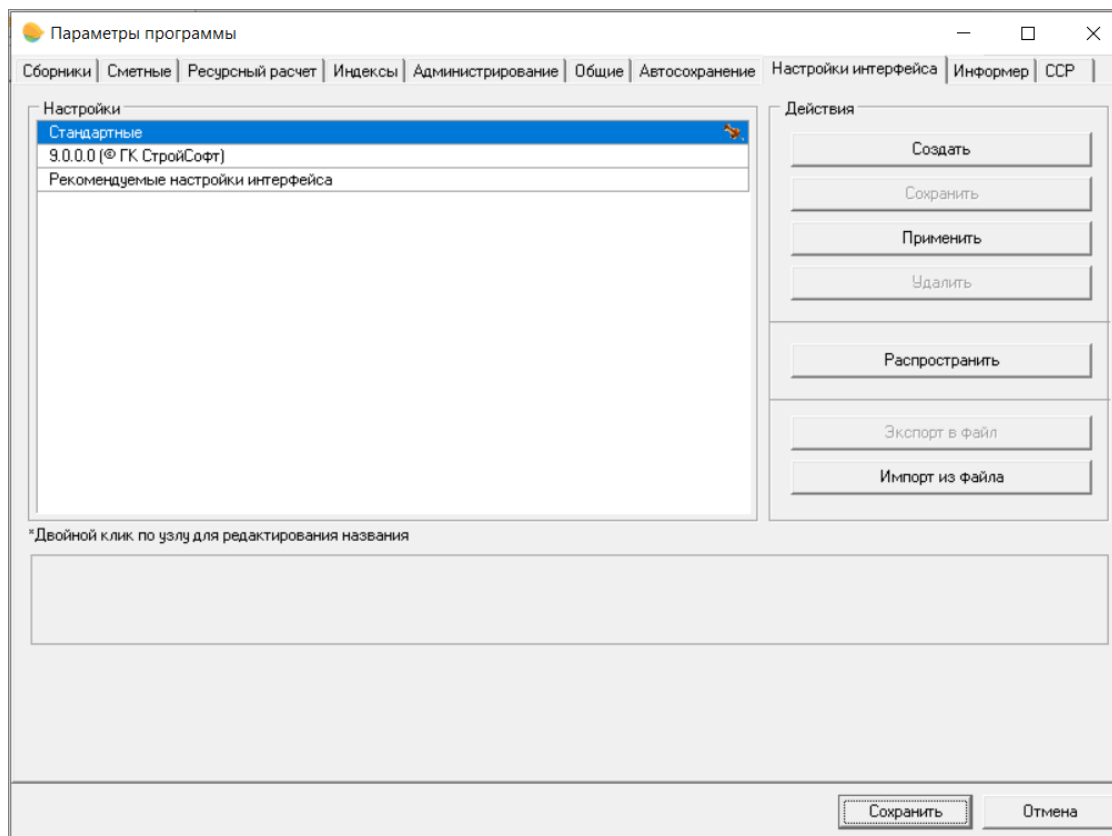 Параметры программы
Сборники Сметные Ресурсный расчет Индексы Администрирование Общие Автосохранение Настройки интерфейса Информер ССР
Настройки
Стандартные
9.0.0.0 (© ГК СтройСофт)
Рекомендуемые настройки интерфейса
Действия
Создать
Сохранить
Применить
Удалить
Распространить
Экспорт в файл
Импорт из файла
*Двойной клик по узлу для редактирования названия
Сохранить Отмена